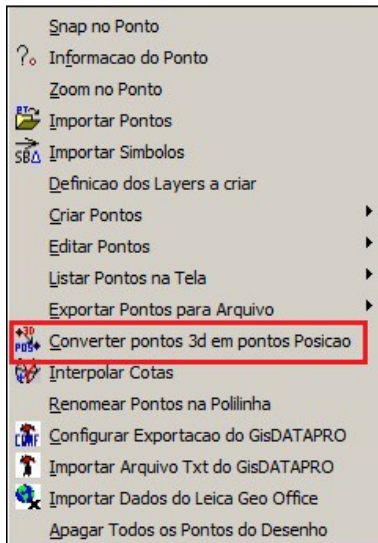 Snap no Ponto
Informacao do Ponto
Zoom no Ponto
Importar Pontos
Importar Simbolos
Definicao dos Layers a criar
Criar Pontos
Editar Pontos
Listar Pontos na Tela
Exportar Pontos para Arquivo
Converter pontos 3d em pontos Posicao
Interpolar Cotas
Renomear Pontos na Polilinha
Configurar Exportacao do GisDATAPRO
Importar Arquivo Txt do GisDATAPRO
Importar Dados do Leica Geo Office
Apagar Todos os Pontos do Desenho